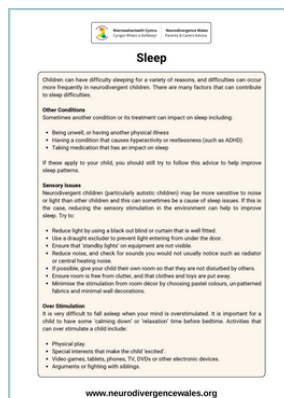 Niwrowahaniaeth Cymru
Cyngor Rhieni a Gofalwyr
Neurodivergence Wales
Parents & Carers Advice
Sleep
Children can have difficulty sleeping for a variety of reasons, and difficulties can occur
more frequently in neurodivergent children. There are many factors that can contribute
to sleep difficulties.
Other Conditions
Sometimes another condition or its treatment can impact on sleep including:
• Being unwell, or having another physical illness
• Having a condition that causes hyperactivity or restlessness (such as ADHD)
• Taking medication that has an impact on sleep
If these apply to your child, you should still try to follow this advice to help improve
sleep patterns.
Sensory Issues
Neurodivergent children (particularly autistic children) may be more sensitive to noise
or light than other children and this can sometimes be a cause of sleep issues. If this is
the case, reducing the sensory stimulation in the environment can help to improve
sleep. Try to:
• Reduce light by using a black out blind or curtain that is well fitted.
• Use a draught excluder to prevent light entering from under the door.
• Ensure that 'standby lights' on equipment are not visible.
• Reduce noise, and check for sounds you would not usually notice such as radiator
or central heating noise.
• If possible, give your child their own room so that they are not disturbed by others.
• Ensure room is free from clutter, and that clothes and toys are put away.
• Minimise the stimulation from room décor by choosing pastel colours, un-patterned
fabrics and minimal wall decorations.
Over Stimulation
It is very difficult to fall asleep when your mind is overstimulated. It is important for a
child to have some 'calming down' or 'relaxation' time before bedtime. Activities that
can over stimulate a child include:
• Physical play.
• Special interests that make the child 'excited'.
• Video games, tablets, phones, TV, DVDs or other electronic devices.
• Arguments or fighting with siblings.
www.neurodivergencewales.org